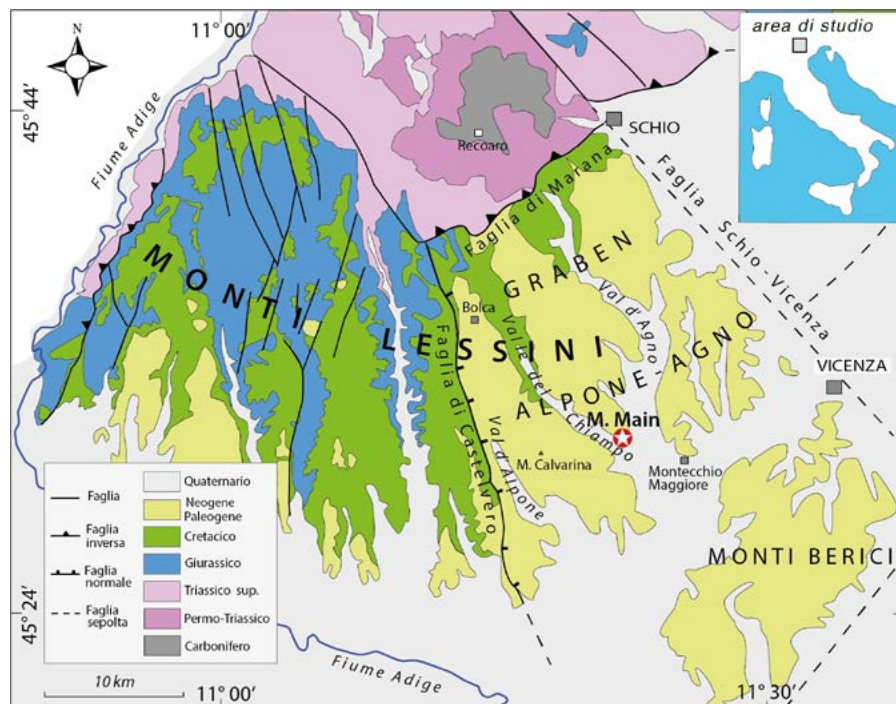 11° 00′
area di studio
N
45° 44′
Fiume Adige
SCHIO
Recoaro
Faglia di Marana
Faglia Schio-Vicenza
MONTI LESSINI
GRABEN
ALPONE AGNO
Bolca
Valle del Chiampo
Val d'Agno
Faglia di Castelvero
Val d'Alpone
VICENZA
M. Main
M. Calvarina
Montecchio
Maggiore
MONTI BERICI
Faglia
Faglia
inversa
Faglia
normale
Faglia
sepolta
Quaternario
Neogene
Paleogene
Cretacico
Giurassico
Triassico sup.
Permo-Triassico
Carbonifero
45° 24′
10 km
11° 00′
Fiume Adige
11° 30′